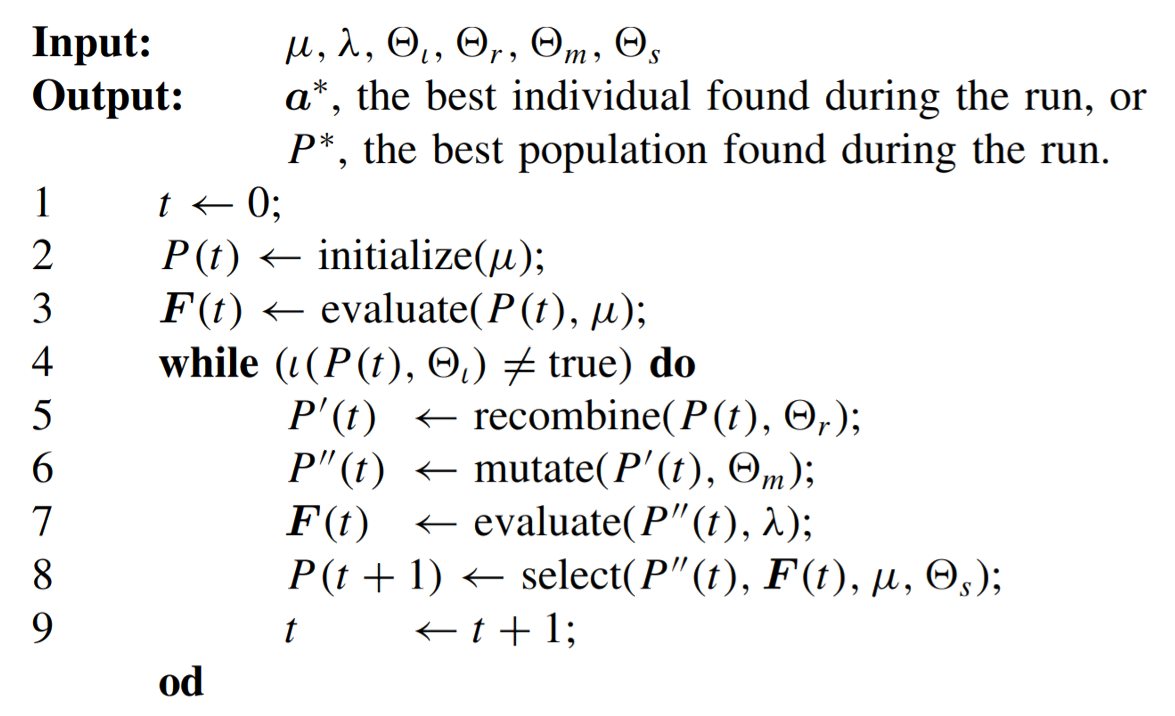 Input: μ, λ, Θ_ι, Θ_r, Θ_m, Θ_s
Output: a*, the best individual found during the run, or
P*, the best population found during the run.
1 t ← 0;
2 P(t) ← initialize(μ);
3 F(t) ← evaluate(P(t), μ);
4 while (ι(P(t), Θ_ι) ≠ true) do
5 P′(t) ← recombine(P(t), Θ_r);
6 P″(t) ← mutate(P′(t), Θ_m);
7 F(t) ← evaluate(P″(t), λ);
8 P(t + 1) ← select(P″(t), F(t), μ, Θ_s);
9 t ← t + 1;
od